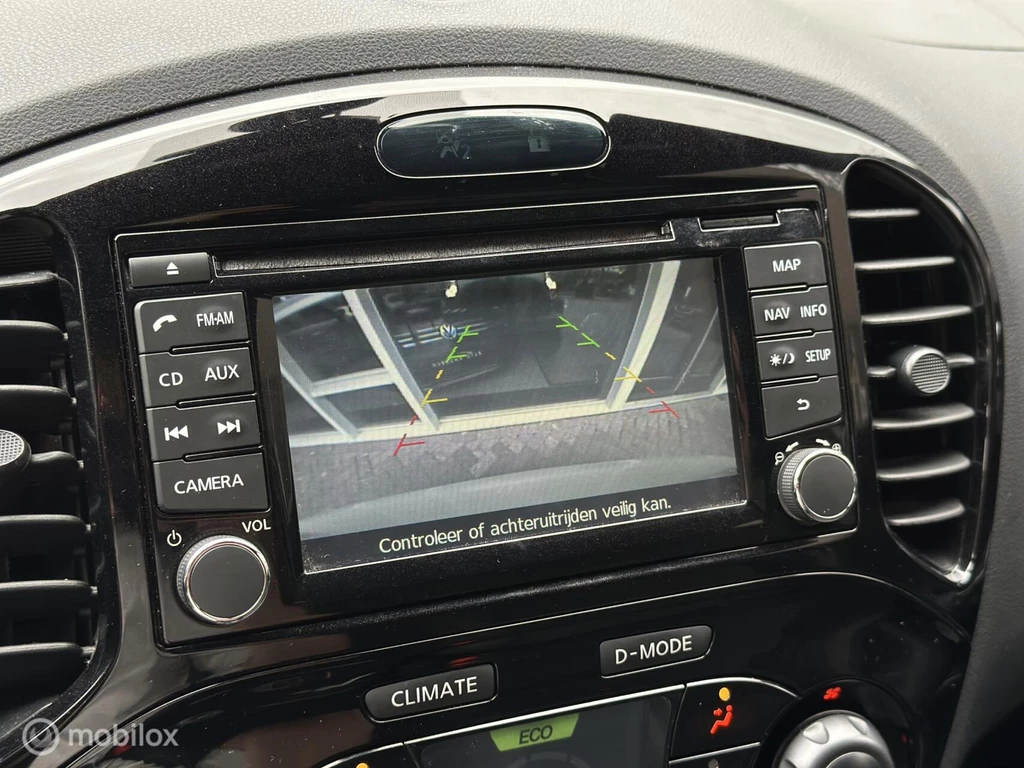 MAP
FM-AM
NAV INFO
CD AUX
SETUP
CAMERA
VOL
Controleer of achteruitrijden veilig kan.
D-MODE
CLIMATE
ECO
mobilox